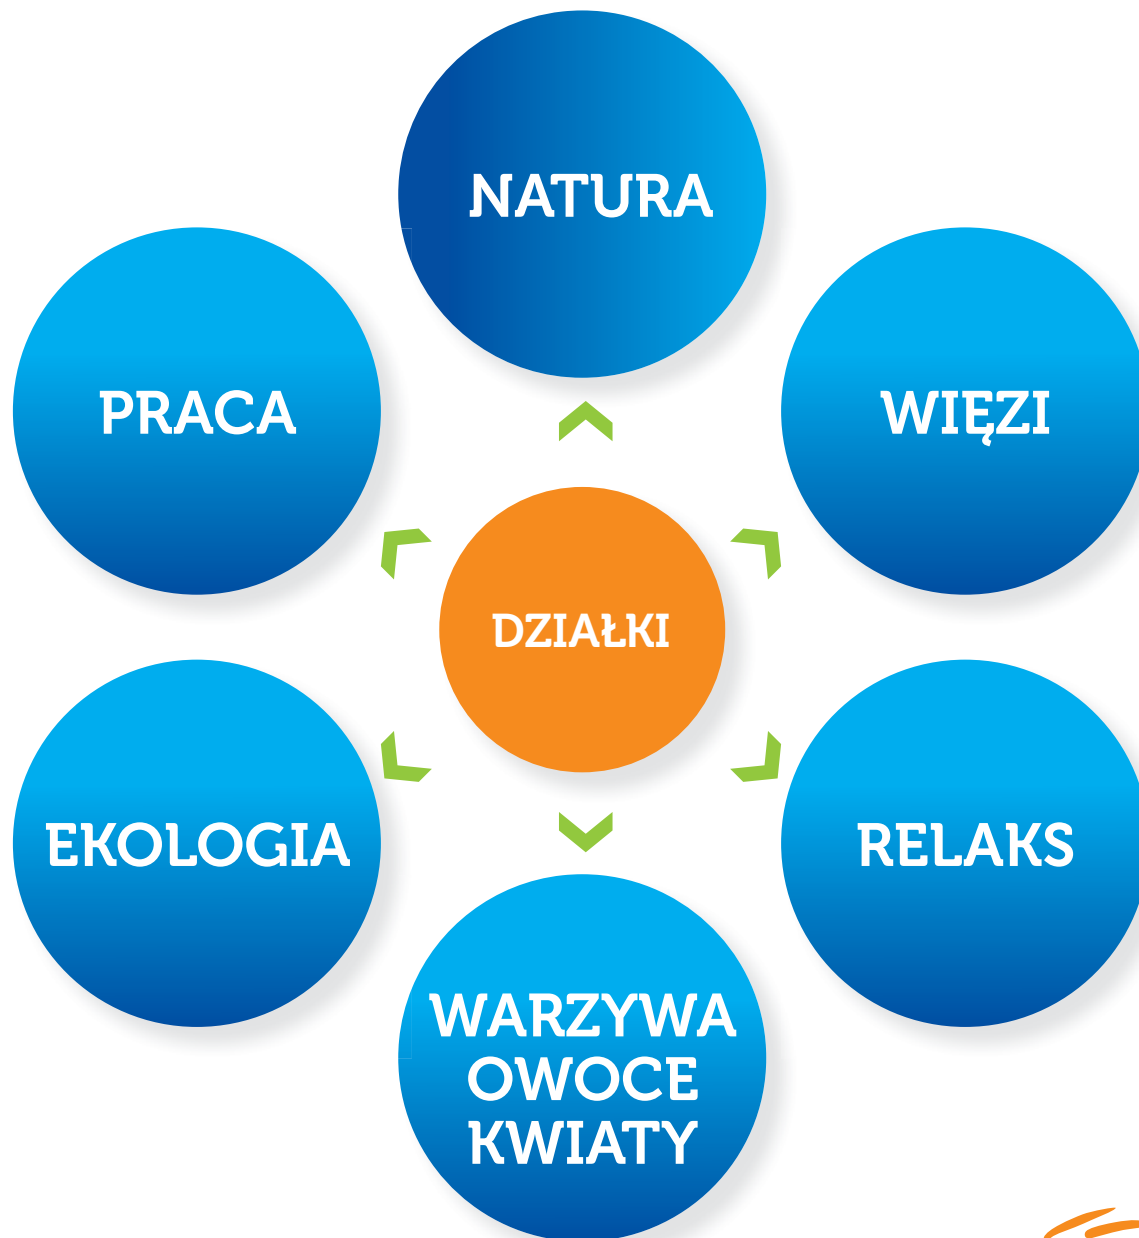 NATURA
PRACA
WIĘZI
DZIAŁKI
EKOLOGIA
RELAKS
WARZYWA
OWOCE
KWIATY